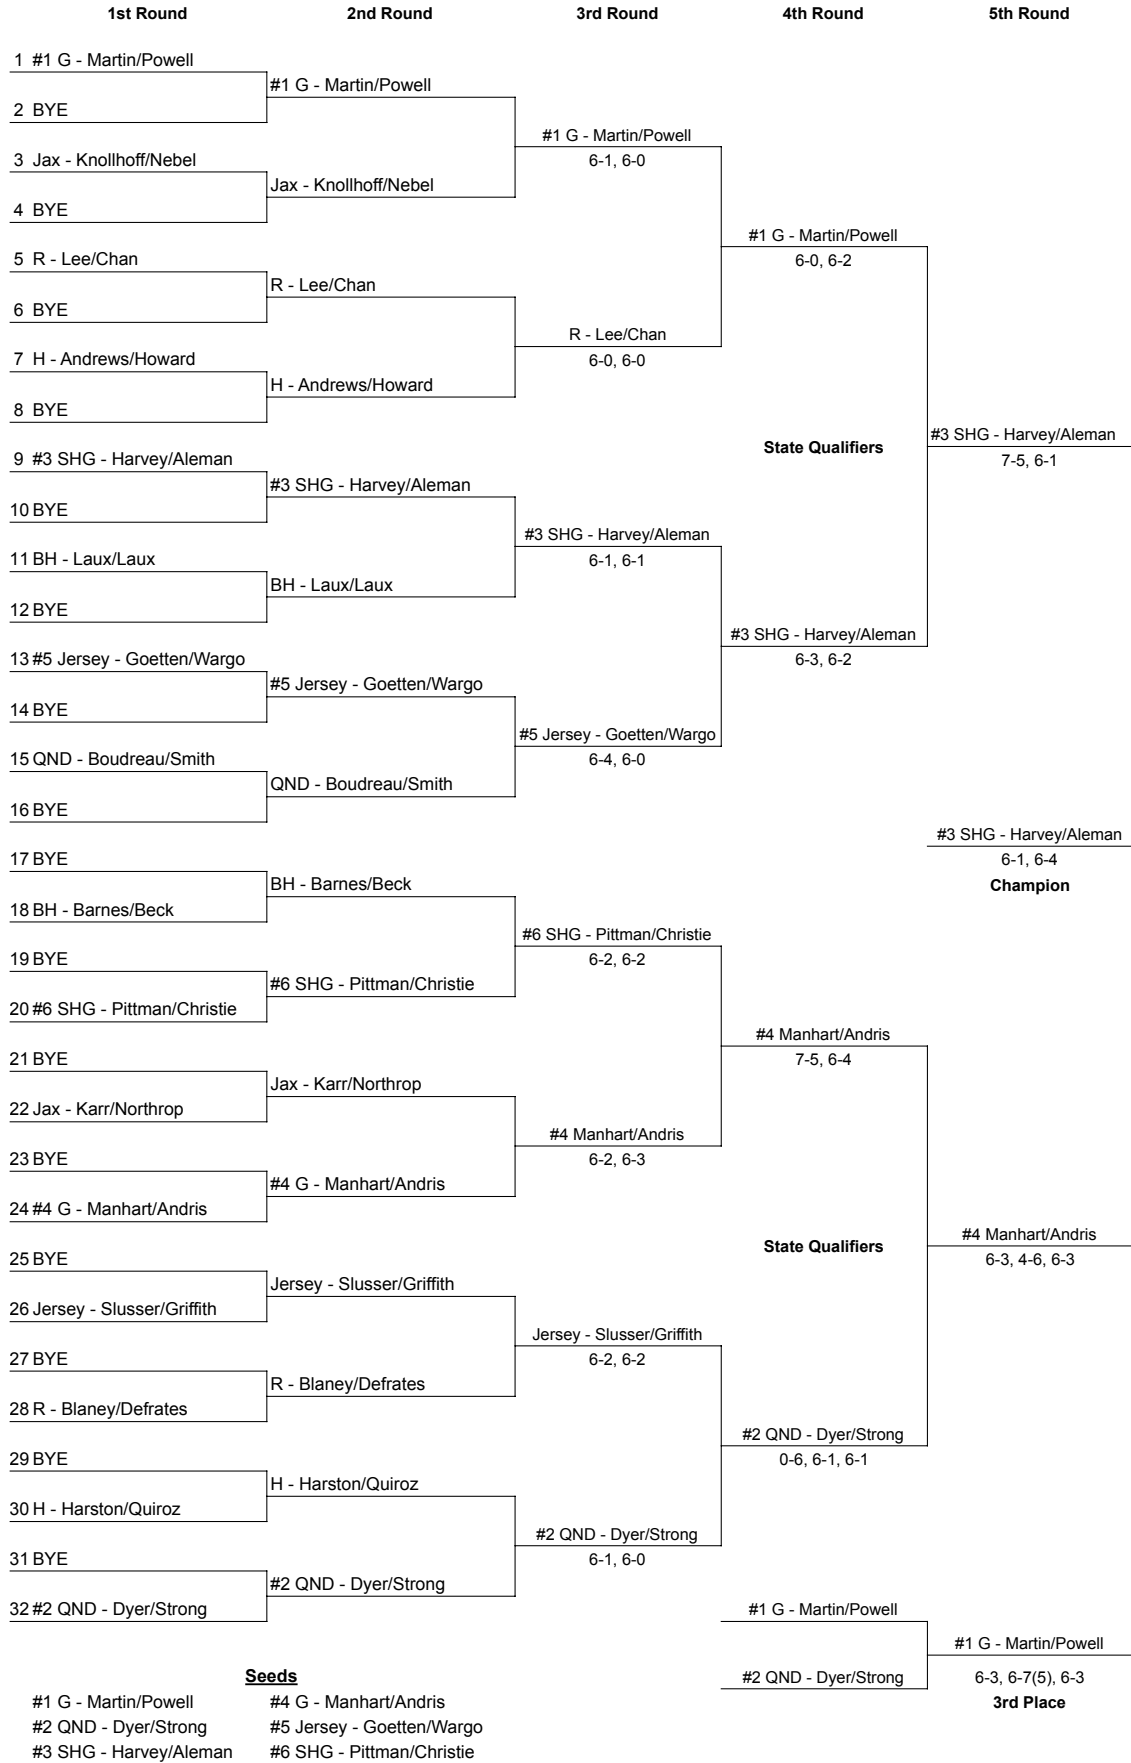 1st Round 2nd Round 3rd Round 4th Round 5th Round
1 #1 G - Martin/Powell
#1 G - Martin/Powell
2 BYE
#1 G - Martin/Powell
6-1, 6-0
3 Jax - Knollhoff/Nebel
Jax - Knollhoff/Nebel
4 BYE
#1 G - Martin/Powell
6-0, 6-2
5 R - Lee/Chan
R - Lee/Chan
6 BYE
R - Lee/Chan
6-0, 6-0
7 H - Andrews/Howard
H - Andrews/Howard
8 BYE
State Qualifiers
#3 SHG - Harvey/Aleman
7-5, 6-1
9 #3 SHG - Harvey/Aleman
#3 SHG - Harvey/Aleman
10 BYE
#3 SHG - Harvey/Aleman
6-1, 6-1
11 BH - Laux/Laux
BH - Laux/Laux
12 BYE
#3 SHG - Harvey/Aleman
6-3, 6-2
13 #5 Jersey - Goetten/Wargo
#5 Jersey - Goetten/Wargo
14 BYE
#5 Jersey - Goetten/Wargo
6-4, 6-0
15 QND - Boudreau/Smith
QND - Boudreau/Smith
16 BYE
#3 SHG - Harvey/Aleman
6-1, 6-4
Champion
17 BYE
BH - Barnes/Beck
18 BH - Barnes/Beck
#6 SHG - Pittman/Christie
6-2, 6-2
19 BYE
#6 SHG - Pittman/Christie
20 #6 SHG - Pittman/Christie
#4 Manhart/Andris
7-5, 6-4
21 BYE
Jax - Karr/Northrop
22 Jax - Karr/Northrop
#4 Manhart/Andris
6-2, 6-3
23 BYE
#4 G - Manhart/Andris
24 #4 G - Manhart/Andris
State Qualifiers
#4 Manhart/Andris
6-3, 4-6, 6-3
25 BYE
Jersey - Slusser/Griffith
26 Jersey - Slusser/Griffith
Jersey - Slusser/Griffith
6-2, 6-2
27 BYE
R - Blaney/Defrates
28 R - Blaney/Defrates
#2 QND - Dyer/Strong
0-6, 6-1, 6-1
29 BYE
H - Harston/Quiroz
30 H - Harston/Quiroz
#2 QND - Dyer/Strong
6-1, 6-0
31 BYE
#2 QND - Dyer/Strong
32 #2 QND - Dyer/Strong
#1 G - Martin/Powell
#1 G - Martin/Powell
#2 QND - Dyer/Strong
6-3, 6-7(5), 6-3
3rd Place
Seeds
#1 G - Martin/Powell #4 G - Manhart/Andris
#2 QND - Dyer/Strong #5 Jersey - Goetten/Wargo
#3 SHG - Harvey/Aleman #6 SHG - Pittman/Christie